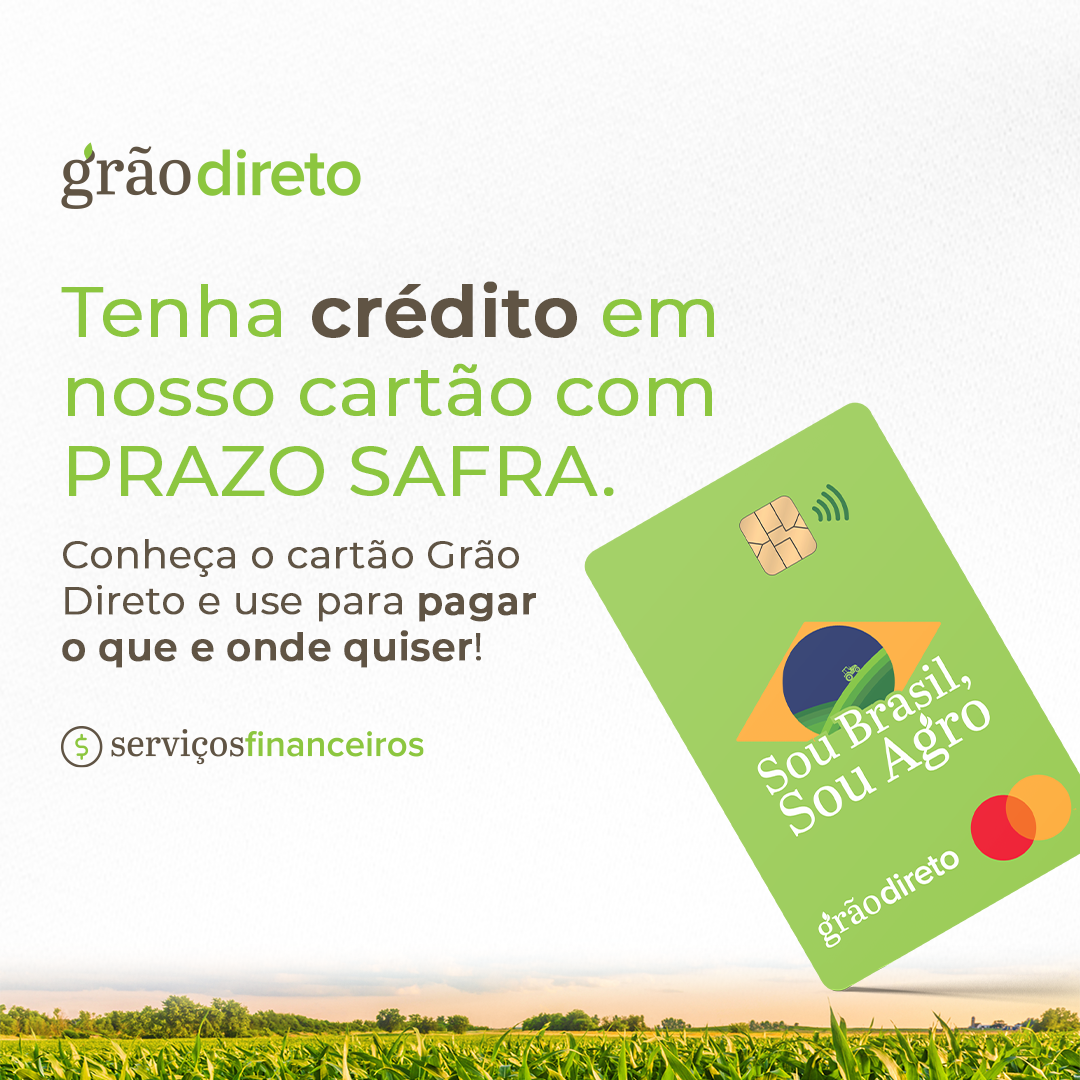 grãodireto
Tenha crédito em
nosso cartão com
PRAZO SAFRA.
Conheça o cartão Grão
Direto e use para pagar
o que e onde quiser!
$ serviçosfinanceiros
Sou Brasil,
Sou Agro
grãodireto